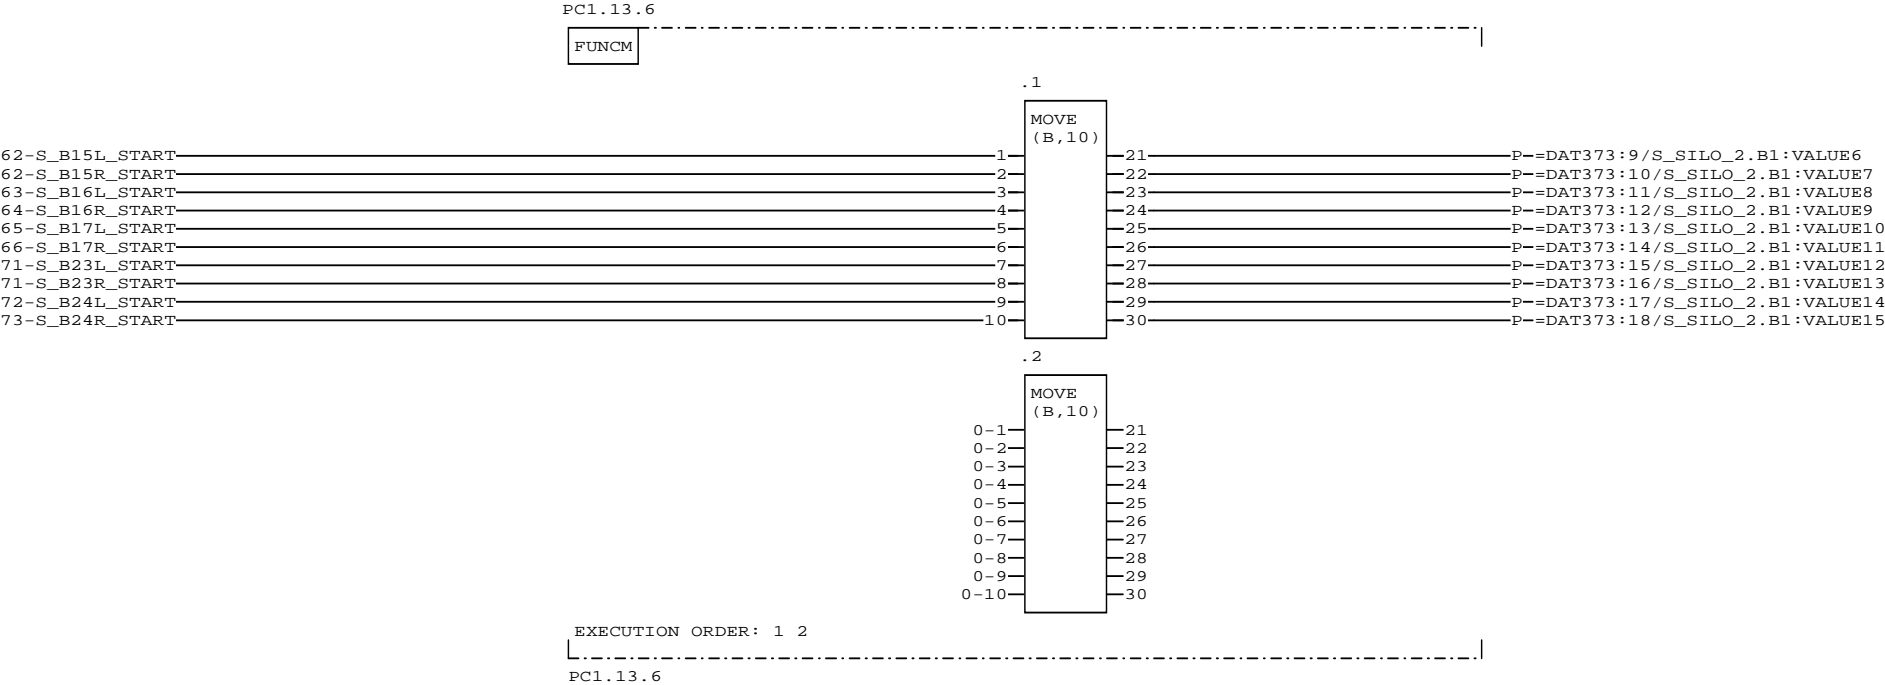 PC1.13.6
FUNCM
.1
MOVE
(B,10)
62-S_B15L_START 1 21 P-=DAT373:9/S_SILO_2.B1:VALUE6
62-S_B15R_START 2 22 P-=DAT373:10/S_SILO_2.B1:VALUE7
63-S_B16L_START 3 23 P-=DAT373:11/S_SILO_2.B1:VALUE8
64-S_B16R_START 4 24 P-=DAT373:12/S_SILO_2.B1:VALUE9
65-S_B17L_START 5 25 P-=DAT373:13/S_SILO_2.B1:VALUE10
66-S_B17R_START 6 26 P-=DAT373:14/S_SILO_2.B1:VALUE11
71-S_B23L_START 7 27 P-=DAT373:15/S_SILO_2.B1:VALUE12
71-S_B23R_START 8 28 P-=DAT373:16/S_SILO_2.B1:VALUE13
72-S_B24L_START 9 29 P-=DAT373:17/S_SILO_2.B1:VALUE14
73-S_B24R_START 10 30 P-=DAT373:18/S_SILO_2.B1:VALUE15
.2
MOVE
(B,10)
0-1 21
0-2 22
0-3 23
0-4 24
0-5 25
0-6 26
0-7 27
0-8 28
0-9 29
0-10 30
EXECUTION ORDER: 1 2
PC1.13.6